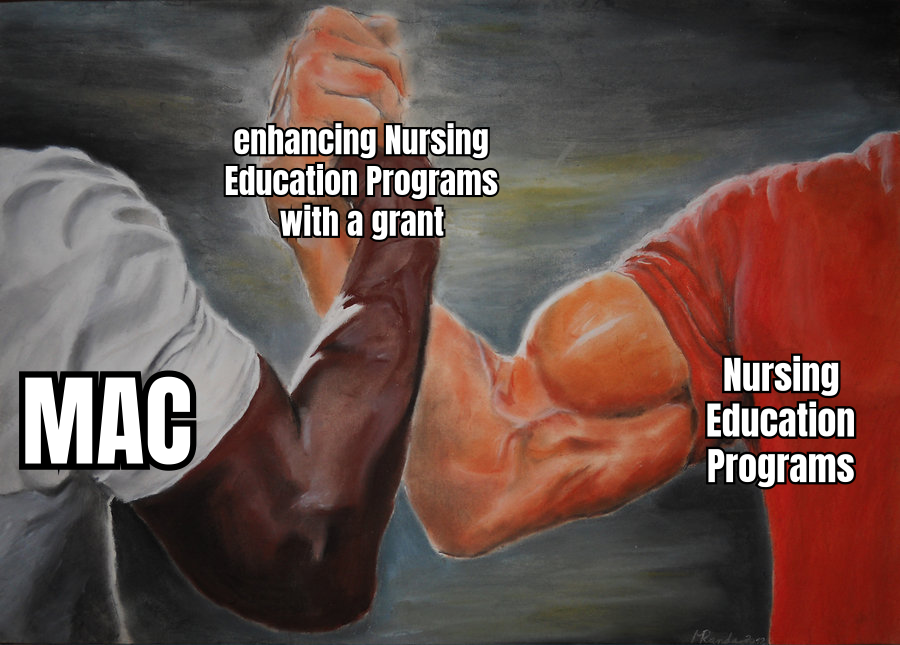 enhancing Nursing
Education Programs
with a grant
MAC
Nursing
Education
Programs